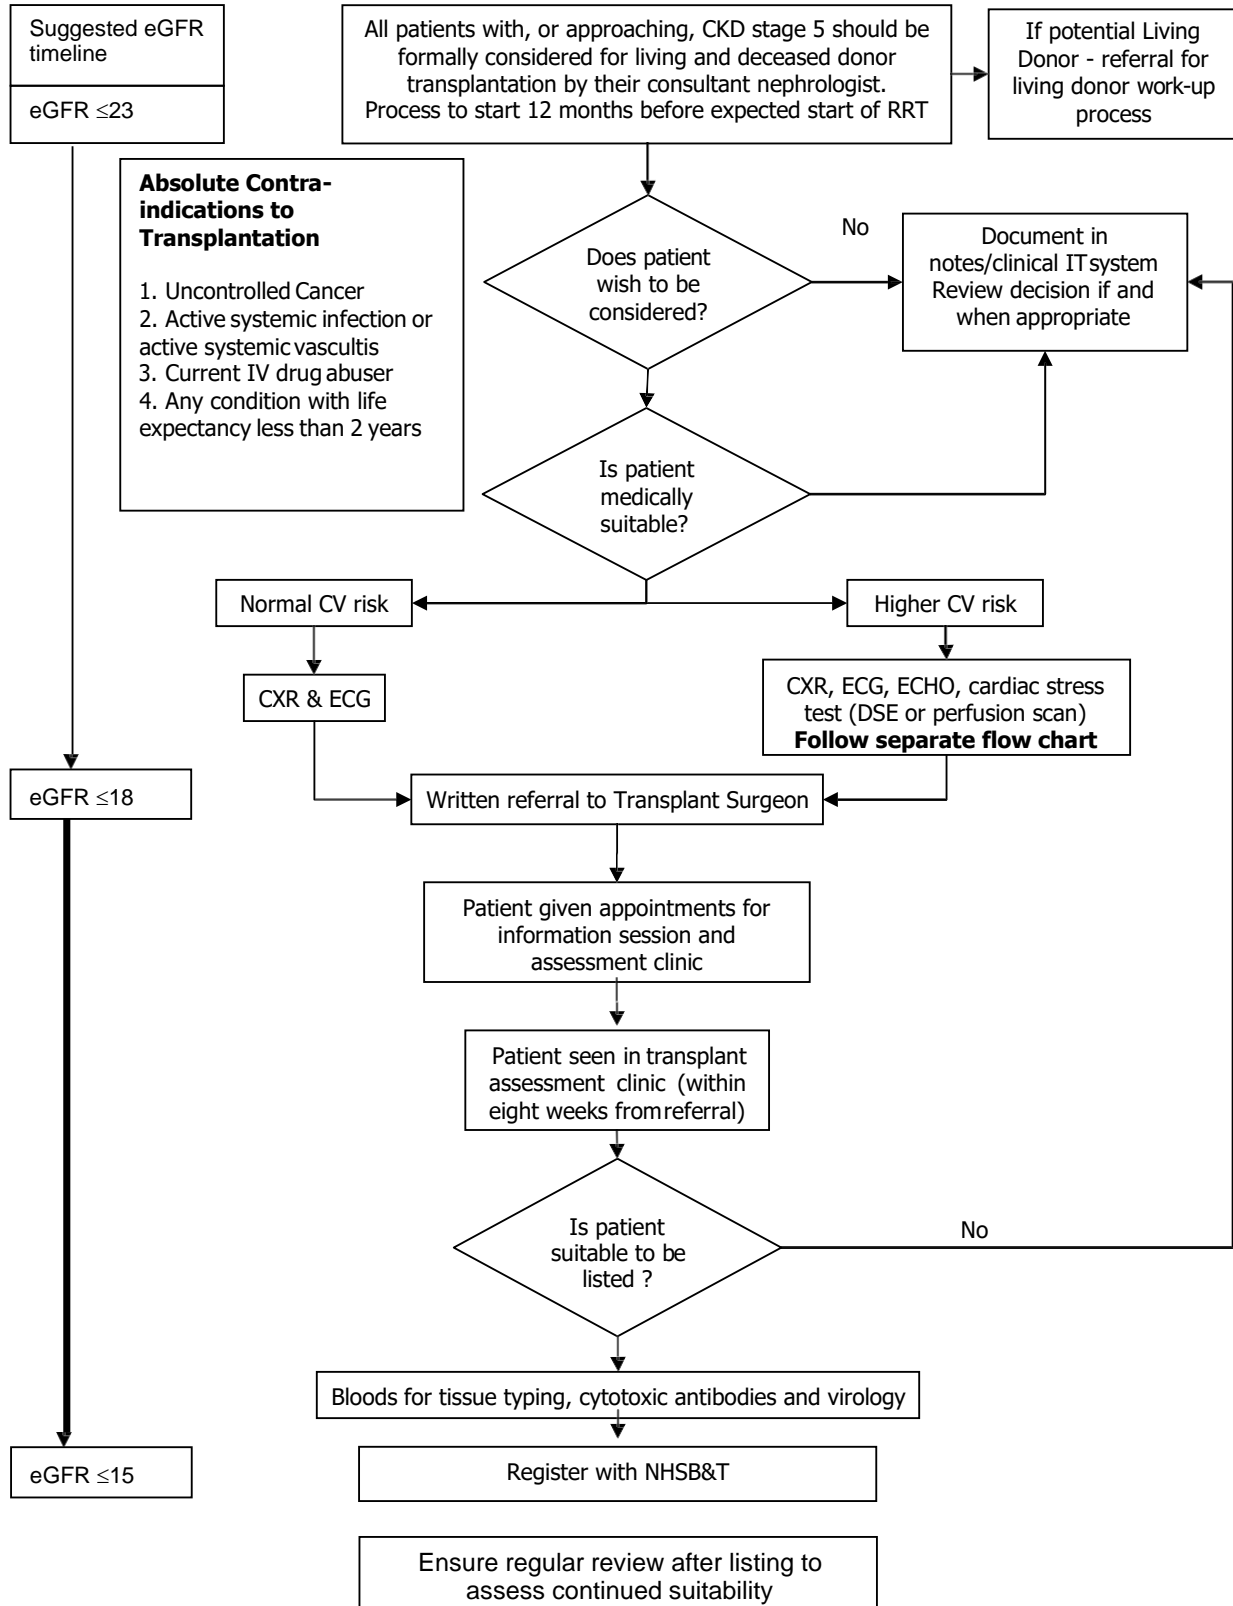 Suggested eGFR
timeline
eGFR ≤23
All patients with, or approaching, CKD stage 5 should be
formally considered for living and deceased donor
transplantation by their consultant nephrologist.
Process to start 12 months before expected start of RRT
If potential Living
Donor - referral for
living donor work-up
process
Absolute Contra-
indications to
Transplantation
1. Uncontrolled Cancer
2. Active systemic infection or
active systemic vascultis
3. Current IV drug abuser
4. Any condition with life
expectancy less than 2 years
Does patient
wish to be
considered?
No
Document in
notes/clinical IT system
Review decision if and
when appropriate
Is patient
medically
suitable?
Normal CV risk
Higher CV risk
CXR & ECG
CXR, ECG, ECHO, cardiac stress
test (DSE or perfusion scan)
Follow separate flow chart
eGFR ≤18
Written referral to Transplant Surgeon
Patient given appointments for
information session and
assessment clinic
Patient seen in transplant
assessment clinic (within
eight weeks from referral)
Is patient
suitable to be
listed ?
No
Bloods for tissue typing, cytotoxic antibodies and virology
eGFR ≤15
Register with NHSB&T
Ensure regular review after listing to
assess continued suitability